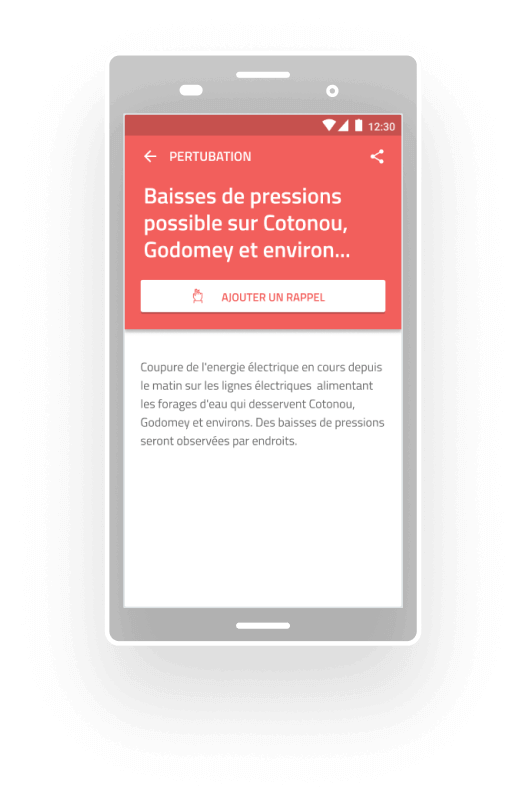 12:30
PERTUBATION
Baisses de pressions
possible sur Cotonou,
Godomey et environ...
AJOUTER UN RAPPEL
Coupure de l'energie électrique en cours depuis
le matin sur les lignes électriques alimentant
les forages d'eau qui desservent Cotonou,
Godomey et environs. Des baisses de pressions
seront observées par endroits.